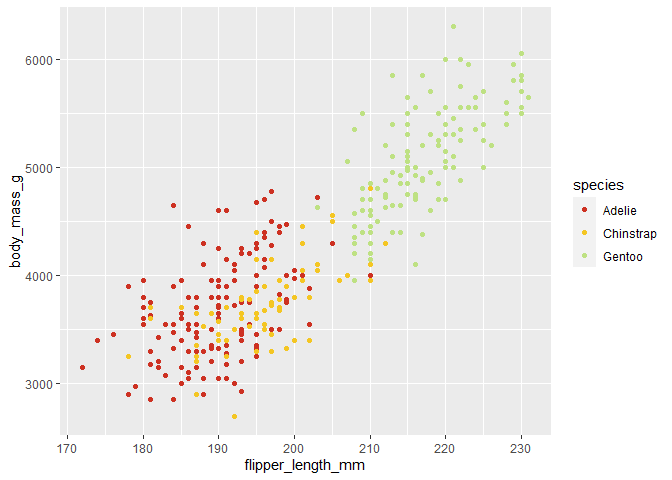 6000
5000
4000
3000
body_mass_g
170
180
190
200
210
220
230
flipper_length_mm
species
Adelie
Chinstrap
Gentoo